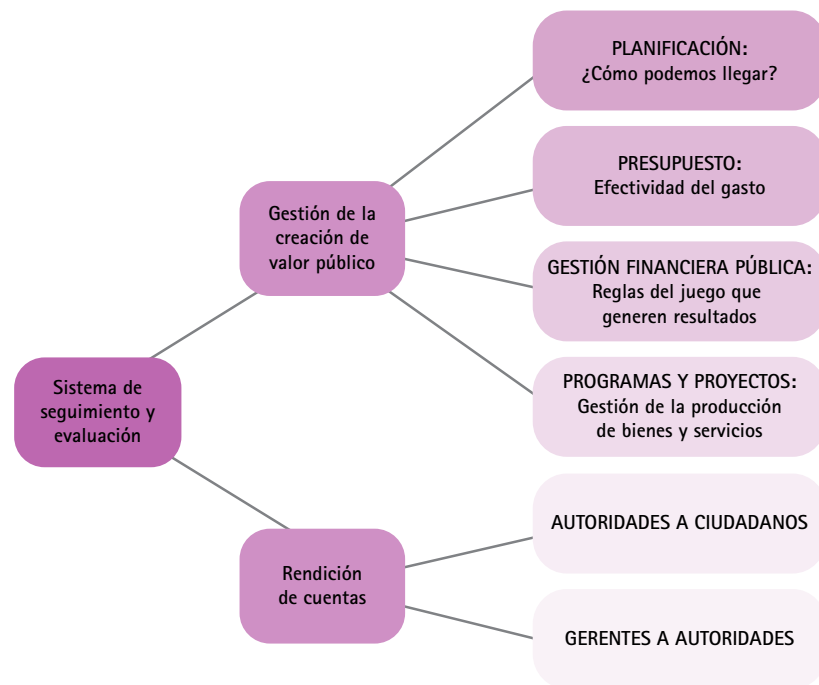 PLANIFICACIÓN:
¿Cómo podemos llegar?
PRESUPUESTO:
Efectividad del gasto
Gestión de la
creación de
valor público
GESTIÓN FINANCIERA PÚBLICA:
Reglas del juego que
generen resultados
Sistema de
seguimiento y
evaluación
PROGRAMAS Y PROYECTOS:
Gestión de la producción
de bienes y servicios
AUTORIDADES A CIUDADANOS
Rendición
de cuentas
GERENTES A AUTORIDADES